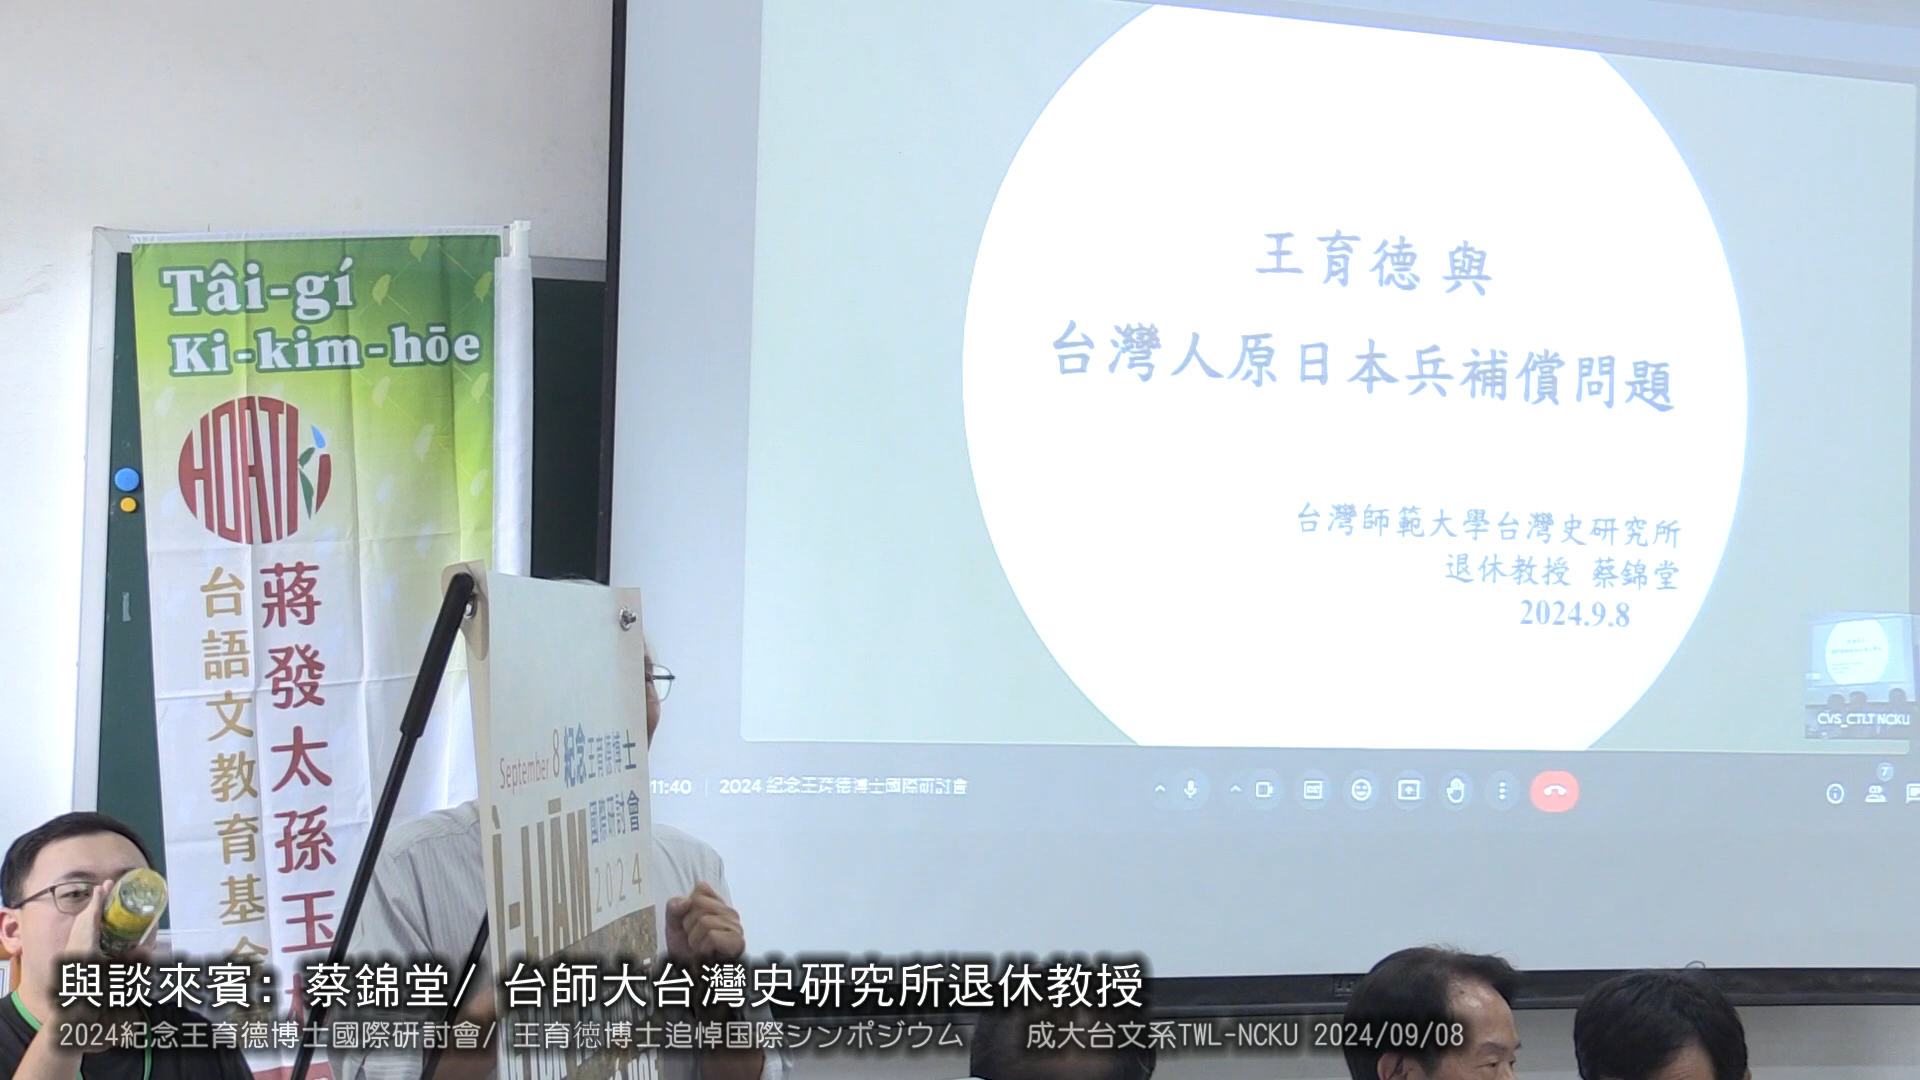 Tâi-gí
Ki-kim-hōe
HOATKi
蔣發太孫玉
台語文教育基金
September 8 紀念王育德博士
國際研討會
2024
Ì-LIĀM
王育德 與
台灣人原日本兵補償問題
台灣師範大學台灣史研究所
退休教授 蔡錦堂
2024.9.8
CVS_CTLT NCKU
11:40 2024 紀念王育德博士國際研討會
7
與談來賓: 蔡錦堂/ 台師大台灣史研究所退休教授
2024紀念王育德博士國際研討會/ 王育徳博士追悼国際シンポジウム 成大台文系TWL-NCKU 2024/09/08